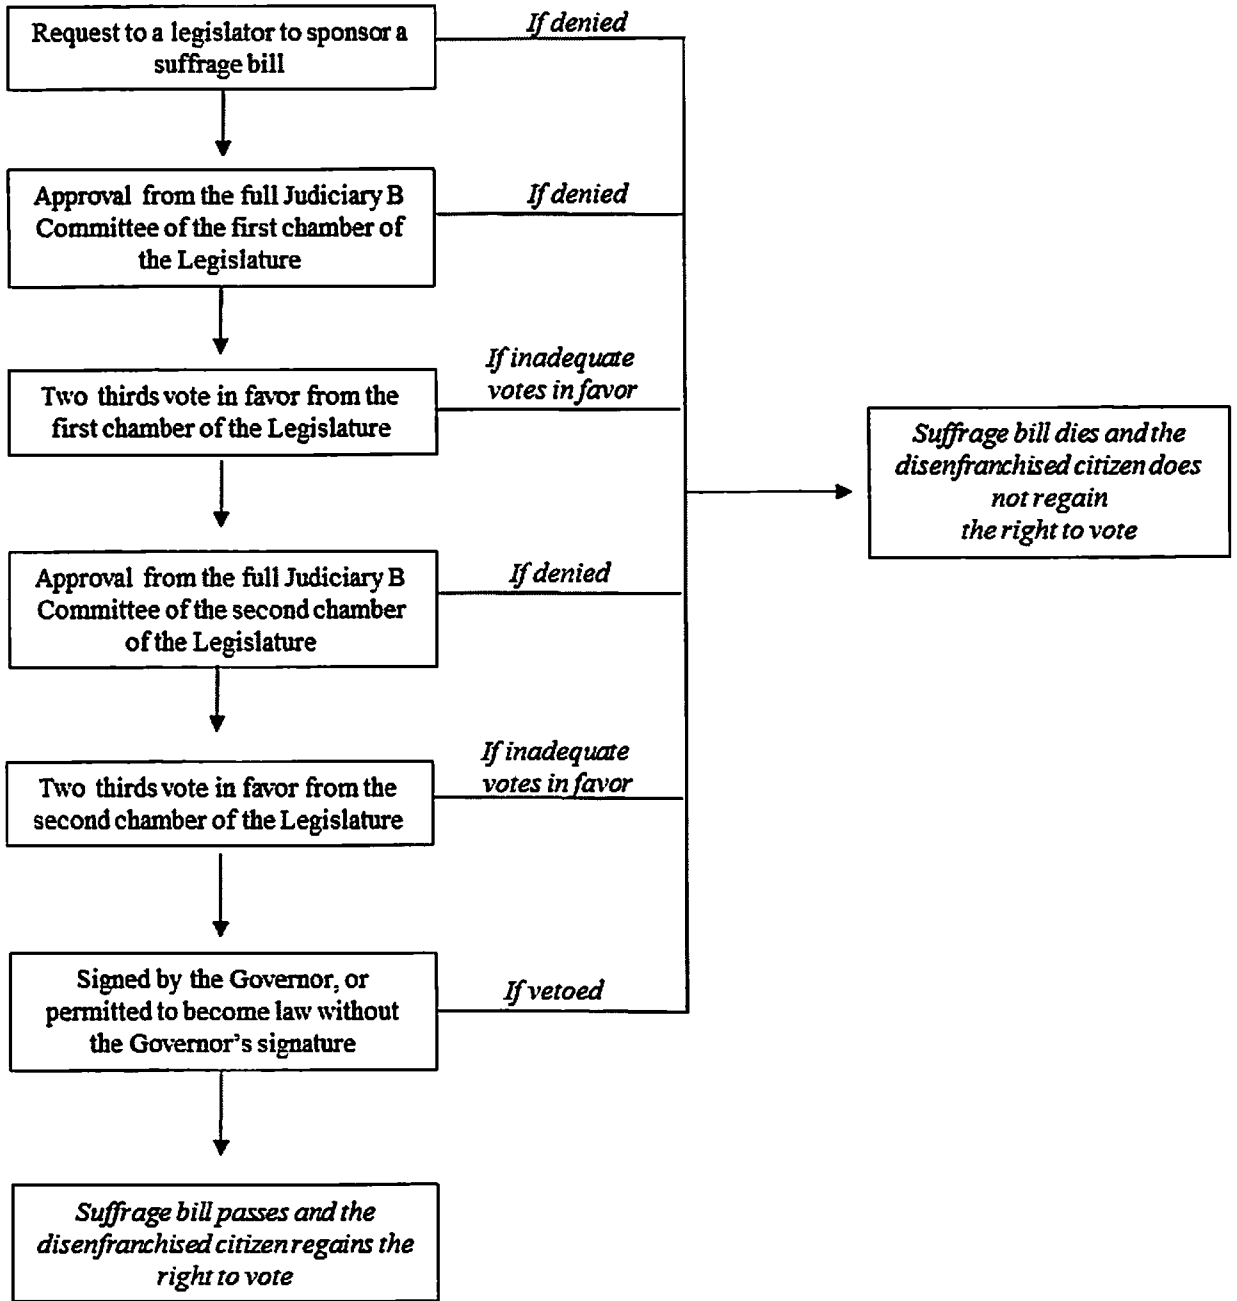 Request to a legislator to sponsor a
suffrage bill
If denied
Approval from the full Judiciary B
Committee of the first chamber of
the Legislature
If denied
Two thirds vote in favor from the
first chamber of the Legislature
If inadequate
votes in favor
Suffrage bill dies and the
disenfranchised citizen does
not regain
the right to vote
Approval from the full Judiciary B
Committee of the second chamber
of the Legislature
If denied
Two thirds vote in favor from the
second chamber of the Legislature
If inadequate
votes in favor
Signed by the Governor, or
permitted to become law without
the Governor's signature
If vetoed
Suffrage bill passes and the
disenfranchised citizen regains the
right to vote